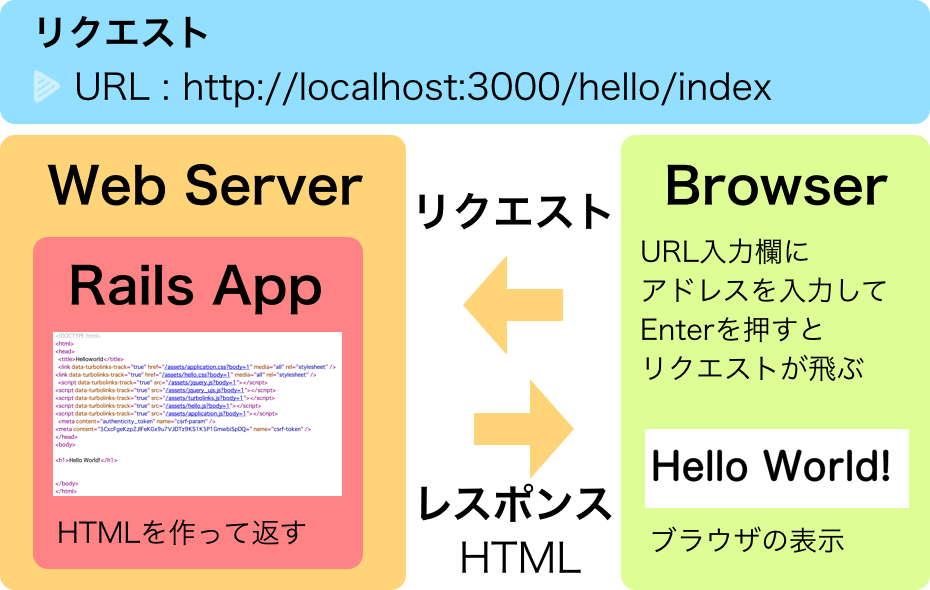 リクエスト
URL : http://localhost:3000/hello/index
Web Server
Rails App
<!DOCTYPE html>
<html>
<head>
<title>Helloworld</title>
<link data-turbolinks-track="true" href="/assets/application.css?body=1" media="all" rel="stylesheet" />
<link data-turbolinks-track="true" href="/assets/hello.css?body=1" media="all" rel="stylesheet" />
<script data-turbolinks-track="true" src="/assets/jquery.js?body=1"></script>
<script data-turbolinks-track="true" src="/assets/jquery_ujs.js?body=1"></script>
<script data-turbolinks-track="true" src="/assets/turbolinks.js?body=1"></script>
<script data-turbolinks-track="true" src="/assets/hello.js?body=1"></script>
<script data-turbolinks-track="true" src="/assets/application.js?body=1"></script>
<meta content="authenticity_token" name="csrf-param" />
<meta content= name="csrf-token" />
</head>
<body>
<h1>Hello World!</h1>
</body>
</html>
HTMLを作って返す
リクエスト
レスポンス
HTML
Browser
URL入力欄に
アドレスを入力して
Enterを押すと
リクエストが飛ぶ
Hello World!
ブラウザの表示